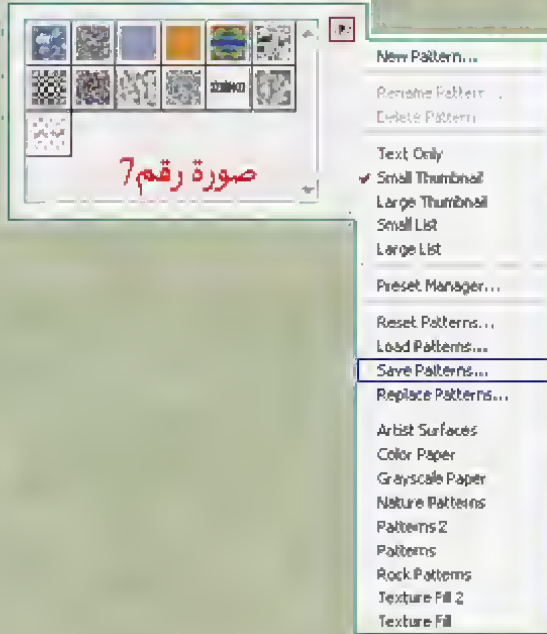 صورة رقم7
New Pattern...
Rename Pattern...
Delete Pattern
Text Only
Small Thumbnail
Large Thumbnail
Small List
Large List
Preset Manager...
Reset Patterns...
Load Patterns...
Save Patterns...
Replace Patterns...
Artist Surfaces
Color Paper
Grayscale Paper
Nature Patterns
Patterns 2
Patterns
Rock Patterns
Texture Fill 2
Texture Fill